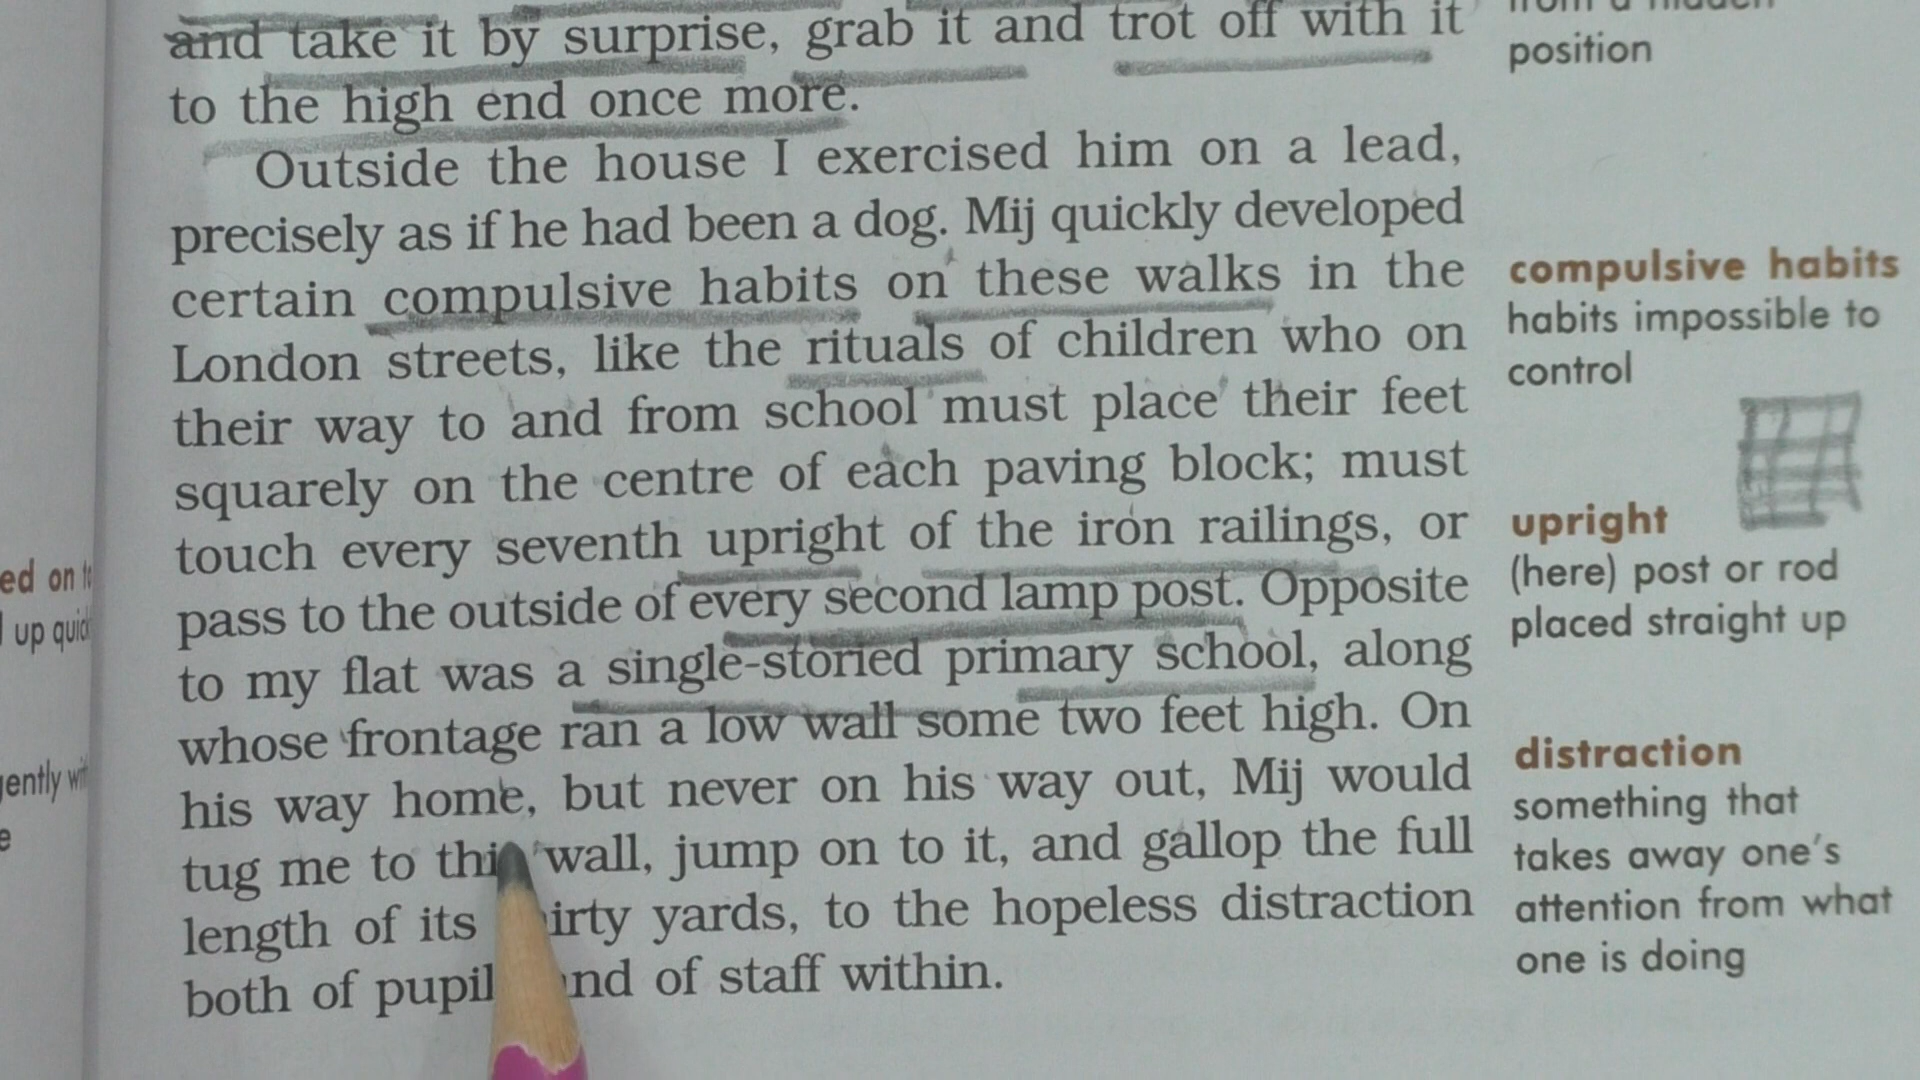 and take it by surprise, grab it and trot off with it
to the high end once more.
Outside the house I exercised him on a lead,
precisely as if he had been a dog. Mij quickly developed
certain compulsive habits on these walks in the
London streets, like the rituals of children who on
their way to and from school must place their feet
squarely on the centre of each paving block; must
touch every seventh upright of the iron railings, or
pass to the outside of every second lamp post. Opposite
to my flat was a single-storied primary school, along
whose frontage ran a low wall some two feet high. On
his way home, but never on his way out, Mij would
tug me to wall, jump on to it, and gallop the full
length of its yards, to the hopeless distraction
both of of staff within.
position
compulsive habits
habits impossible to
control
upright
(here) post or rod
placed straight up
distraction
something that
takes away one's
attention from what
one is doing
ed on
up
ently
e